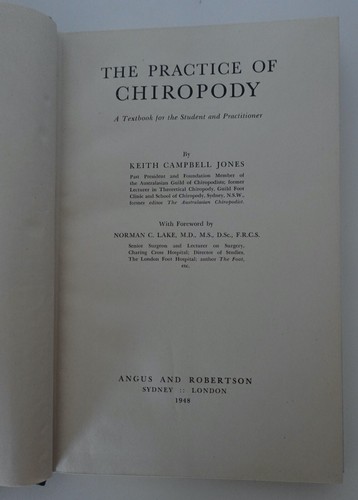 THE PRACTICE OF
CHIROPODY
A Textbook for the Student and Practitioner
By
KEITH CAMPBELL JONES
Past President and Foundation Member of
the Australasian Guild of Chiropodists; former
Lecturer in Theoretical Chiropody, Guild Foot
Clinic and School of Chiropody, Sydney, N.S.W.,
former editor The Australasian Chiropodist.
With Foreword by
NORMAN C. LAKE, M.D., M.S., D.Sc., F.R.C.S.
Senior Surgeon and Lecturer on Surgery,
Charing Cross Hospital; Director of Studies,
The London Foot Hospital; author The Foot,
etc.
ANGUS AND ROBERTSON
SYDNEY :: LONDON
1948